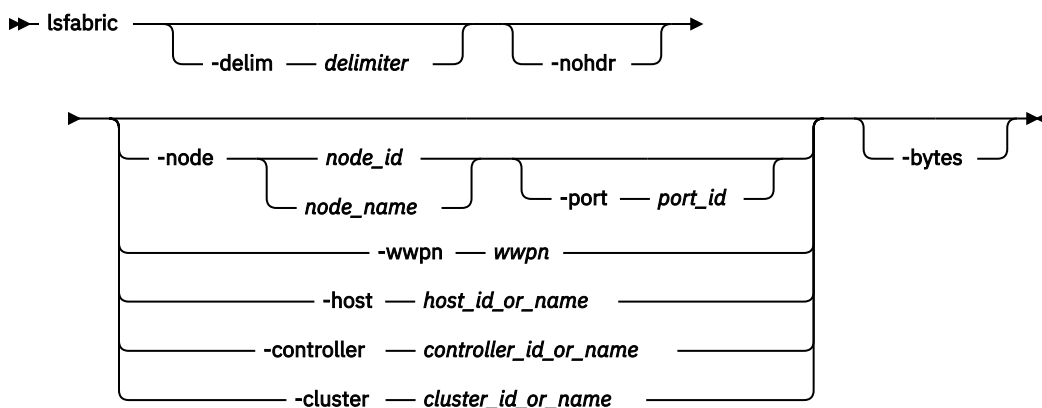 lsfabric
-delim delimiter -nohdr
-node node_id -bytes
node_name -port port_id
-wwpn wwpn
-host host_id_or_name
-controller controller_id_or_name
-cluster cluster_id_or_name